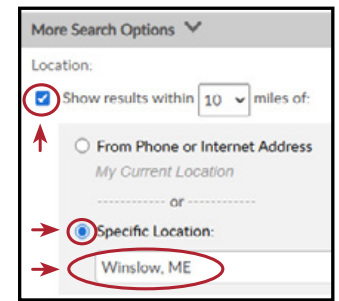 More Search Options
Location:
Show results within 10 miles of:
From Phone or Internet Address
My Current Location
------------ or ------------
Specific Location:
Winslow, ME